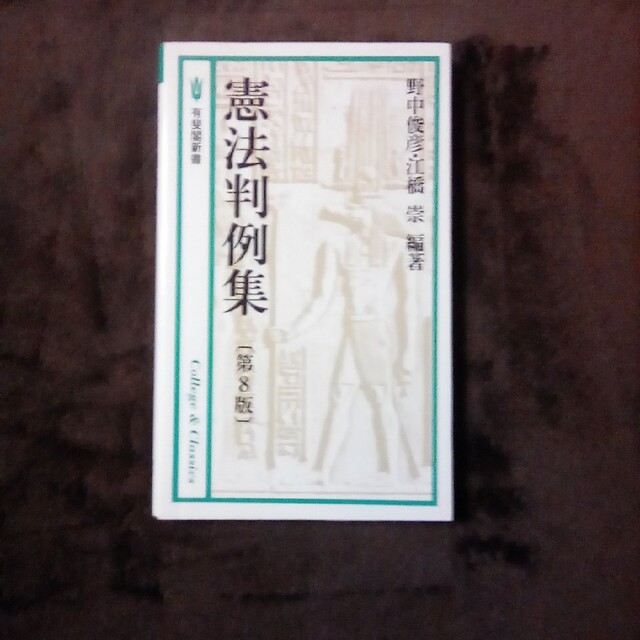 野中俊彦・江橋 崇 編著
憲法判例集
〔第8版〕
有斐閣新書
College & Classics